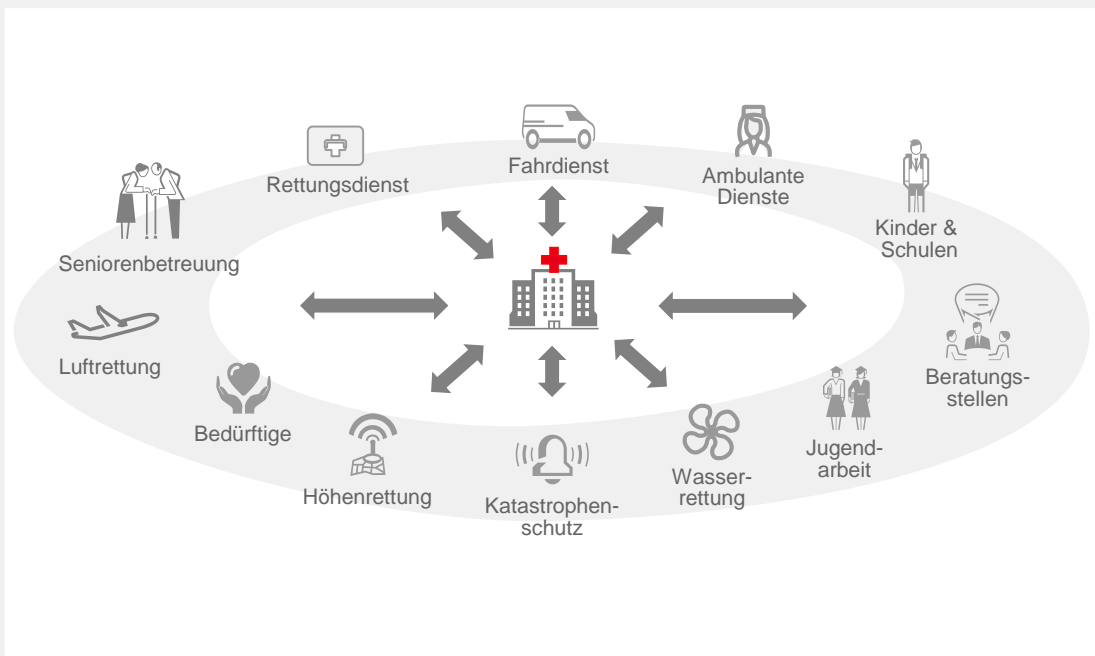 Fahrdienst
Rettungsdienst
Ambulante
Dienste
Kinder &
Schulen
Seniorenbetreuung
Luftrettung
Beratungs-
stellen
Bedürftige
Jugend-
arbeit
Höhenrettung
Wasser-
rettung
Katastrophen-
schutz